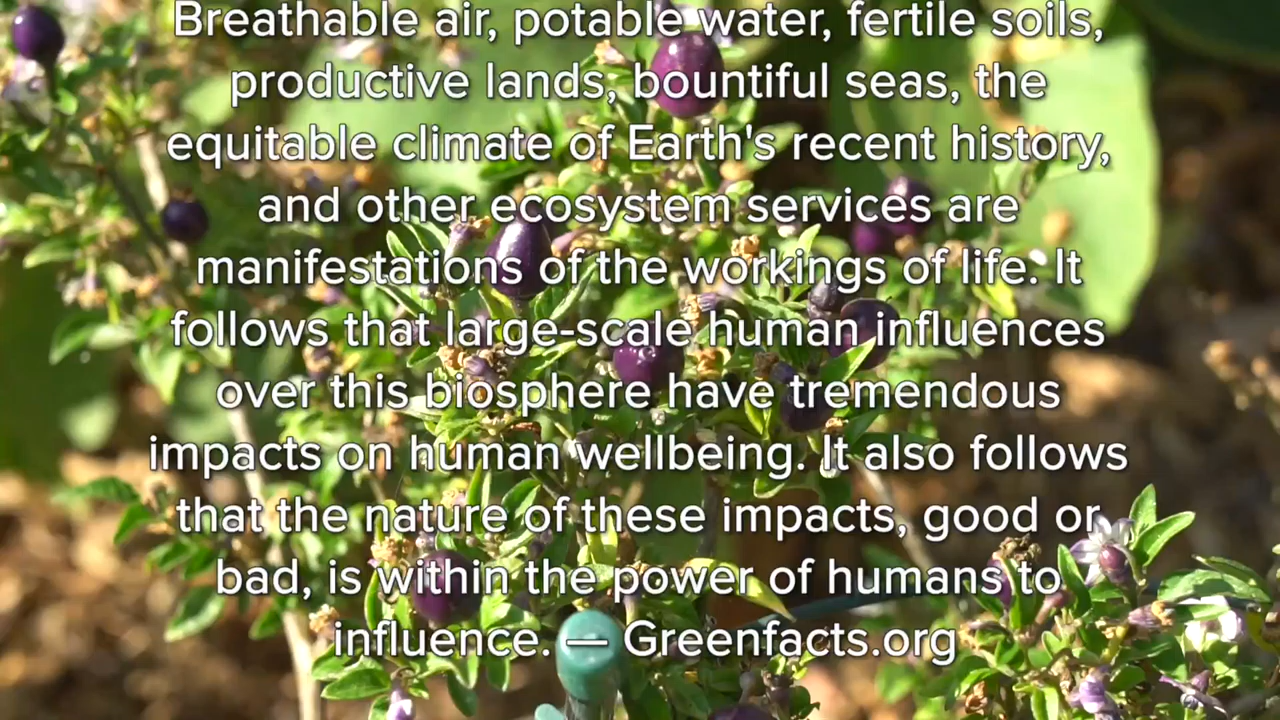 Breathable air, potable water, fertile soils,
productive lands, bountiful seas, the
equitable climate of Earth's recent history,
and other ecosystem services are
manifestations of the workings of life. It
follows that large-scale human influences
over this biosphere have tremendous
impacts on human wellbeing. It also follows
that the nature of these impacts, good or
bad, is within the power of humans to
influence. — Greenfacts.org